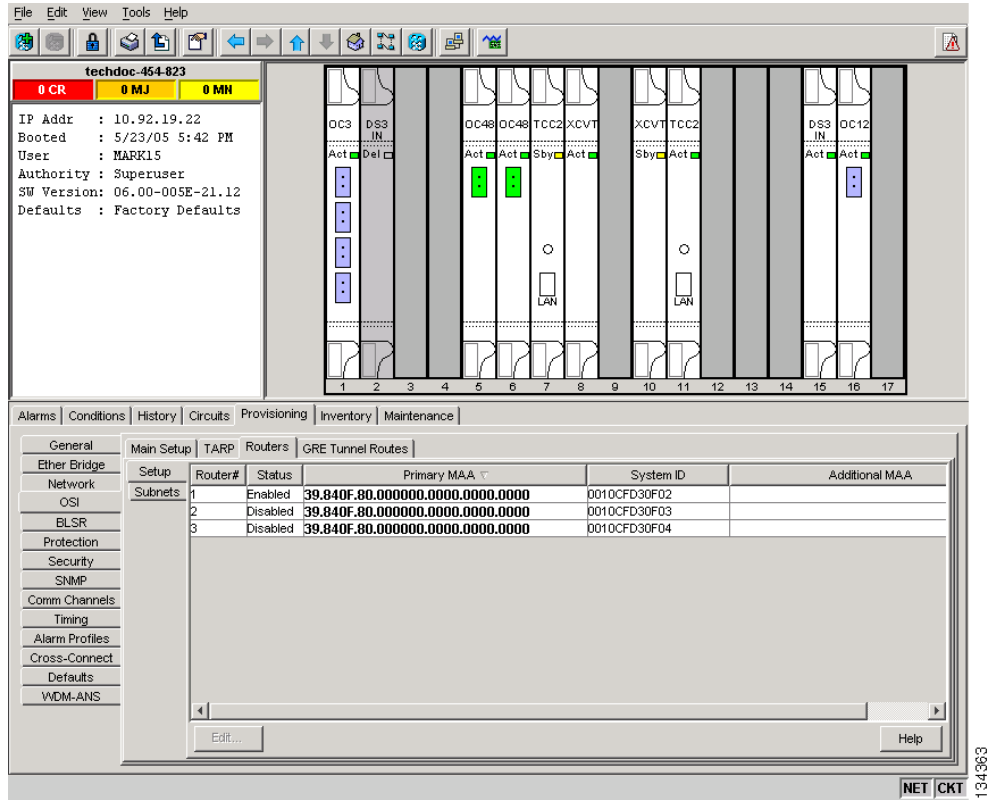 File Edit View Tools Help
techdoc-454-823
0 CR 0 MJ 0 MN
IP Addr : 10.92.19.22
Booted : 5/23/05 5:42 PM
User : MARK15
Authority : Superuser
SW Version: 06.00-005E-21.12
Defaults : Factory Defaults
OC3 DS3 IN OC48 OC48 TCC2 XCVT XCVT TCC2 DS3 IN OC12
Act Del Act Act Sby Act Sby Act Act Act
LAN LAN
1 2 3 4 5 6 7 8 9 10 11 12 13 14 15 16 17
Alarms Conditions History Circuits Provisioning Inventory Maintenance
General
Ether Bridge
Network
OSI
BLSR
Protection
Security
SNMP
Comm Channels
Timing
Alarm Profiles
Cross-Connect
Defaults
WDM-ANS
Main Setup TARP Routers GRE Tunnel Routes
Setup
Subnets
Router# Status Primary MAA System ID Additional MAA
1 Enabled 39.840F.80.000000.0000.0000.0000 0010CFD30F02
2 Disabled 39.840F.80.000000.0000.0000.0000 0010CFD30F03
3 Disabled 39.840F.80.000000.0000.0000.0000 0010CFD30F04
Edit... Help
NET CKT
134363